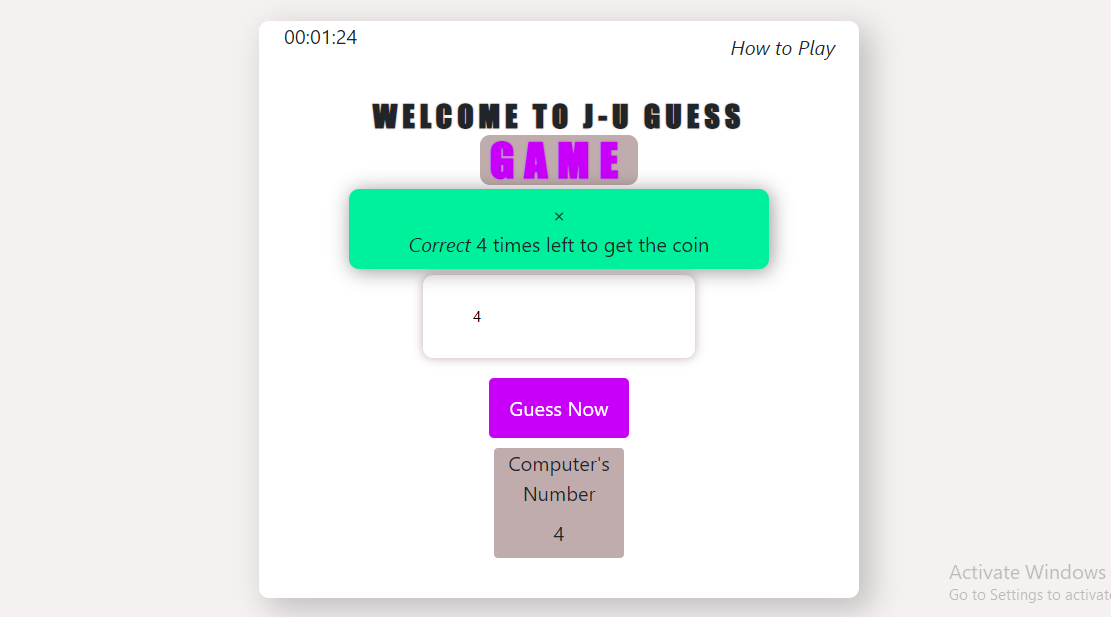 00:01:24
How to Play
WELCOME TO J-U GUESS
GAME
×
Correct 4 times left to get the coin
4
Guess Now
Computer's
Number
4
Activate Windows
Go to Settings to activat